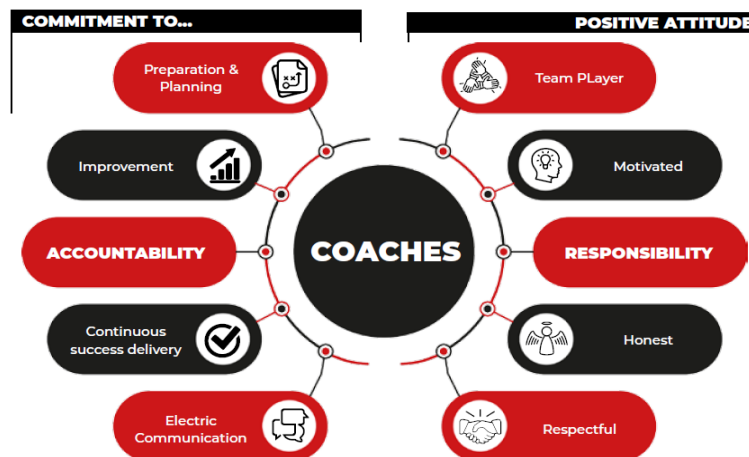 COMMITMENT TO...
POSITIVE ATTITUDE
Preparation &
Planning
Team PLayer
Improvement
Motivated
ACCOUNTABILITY
COACHES
RESPONSIBILITY
Continuous
success delivery
Honest
Electric
Communication
Respectful